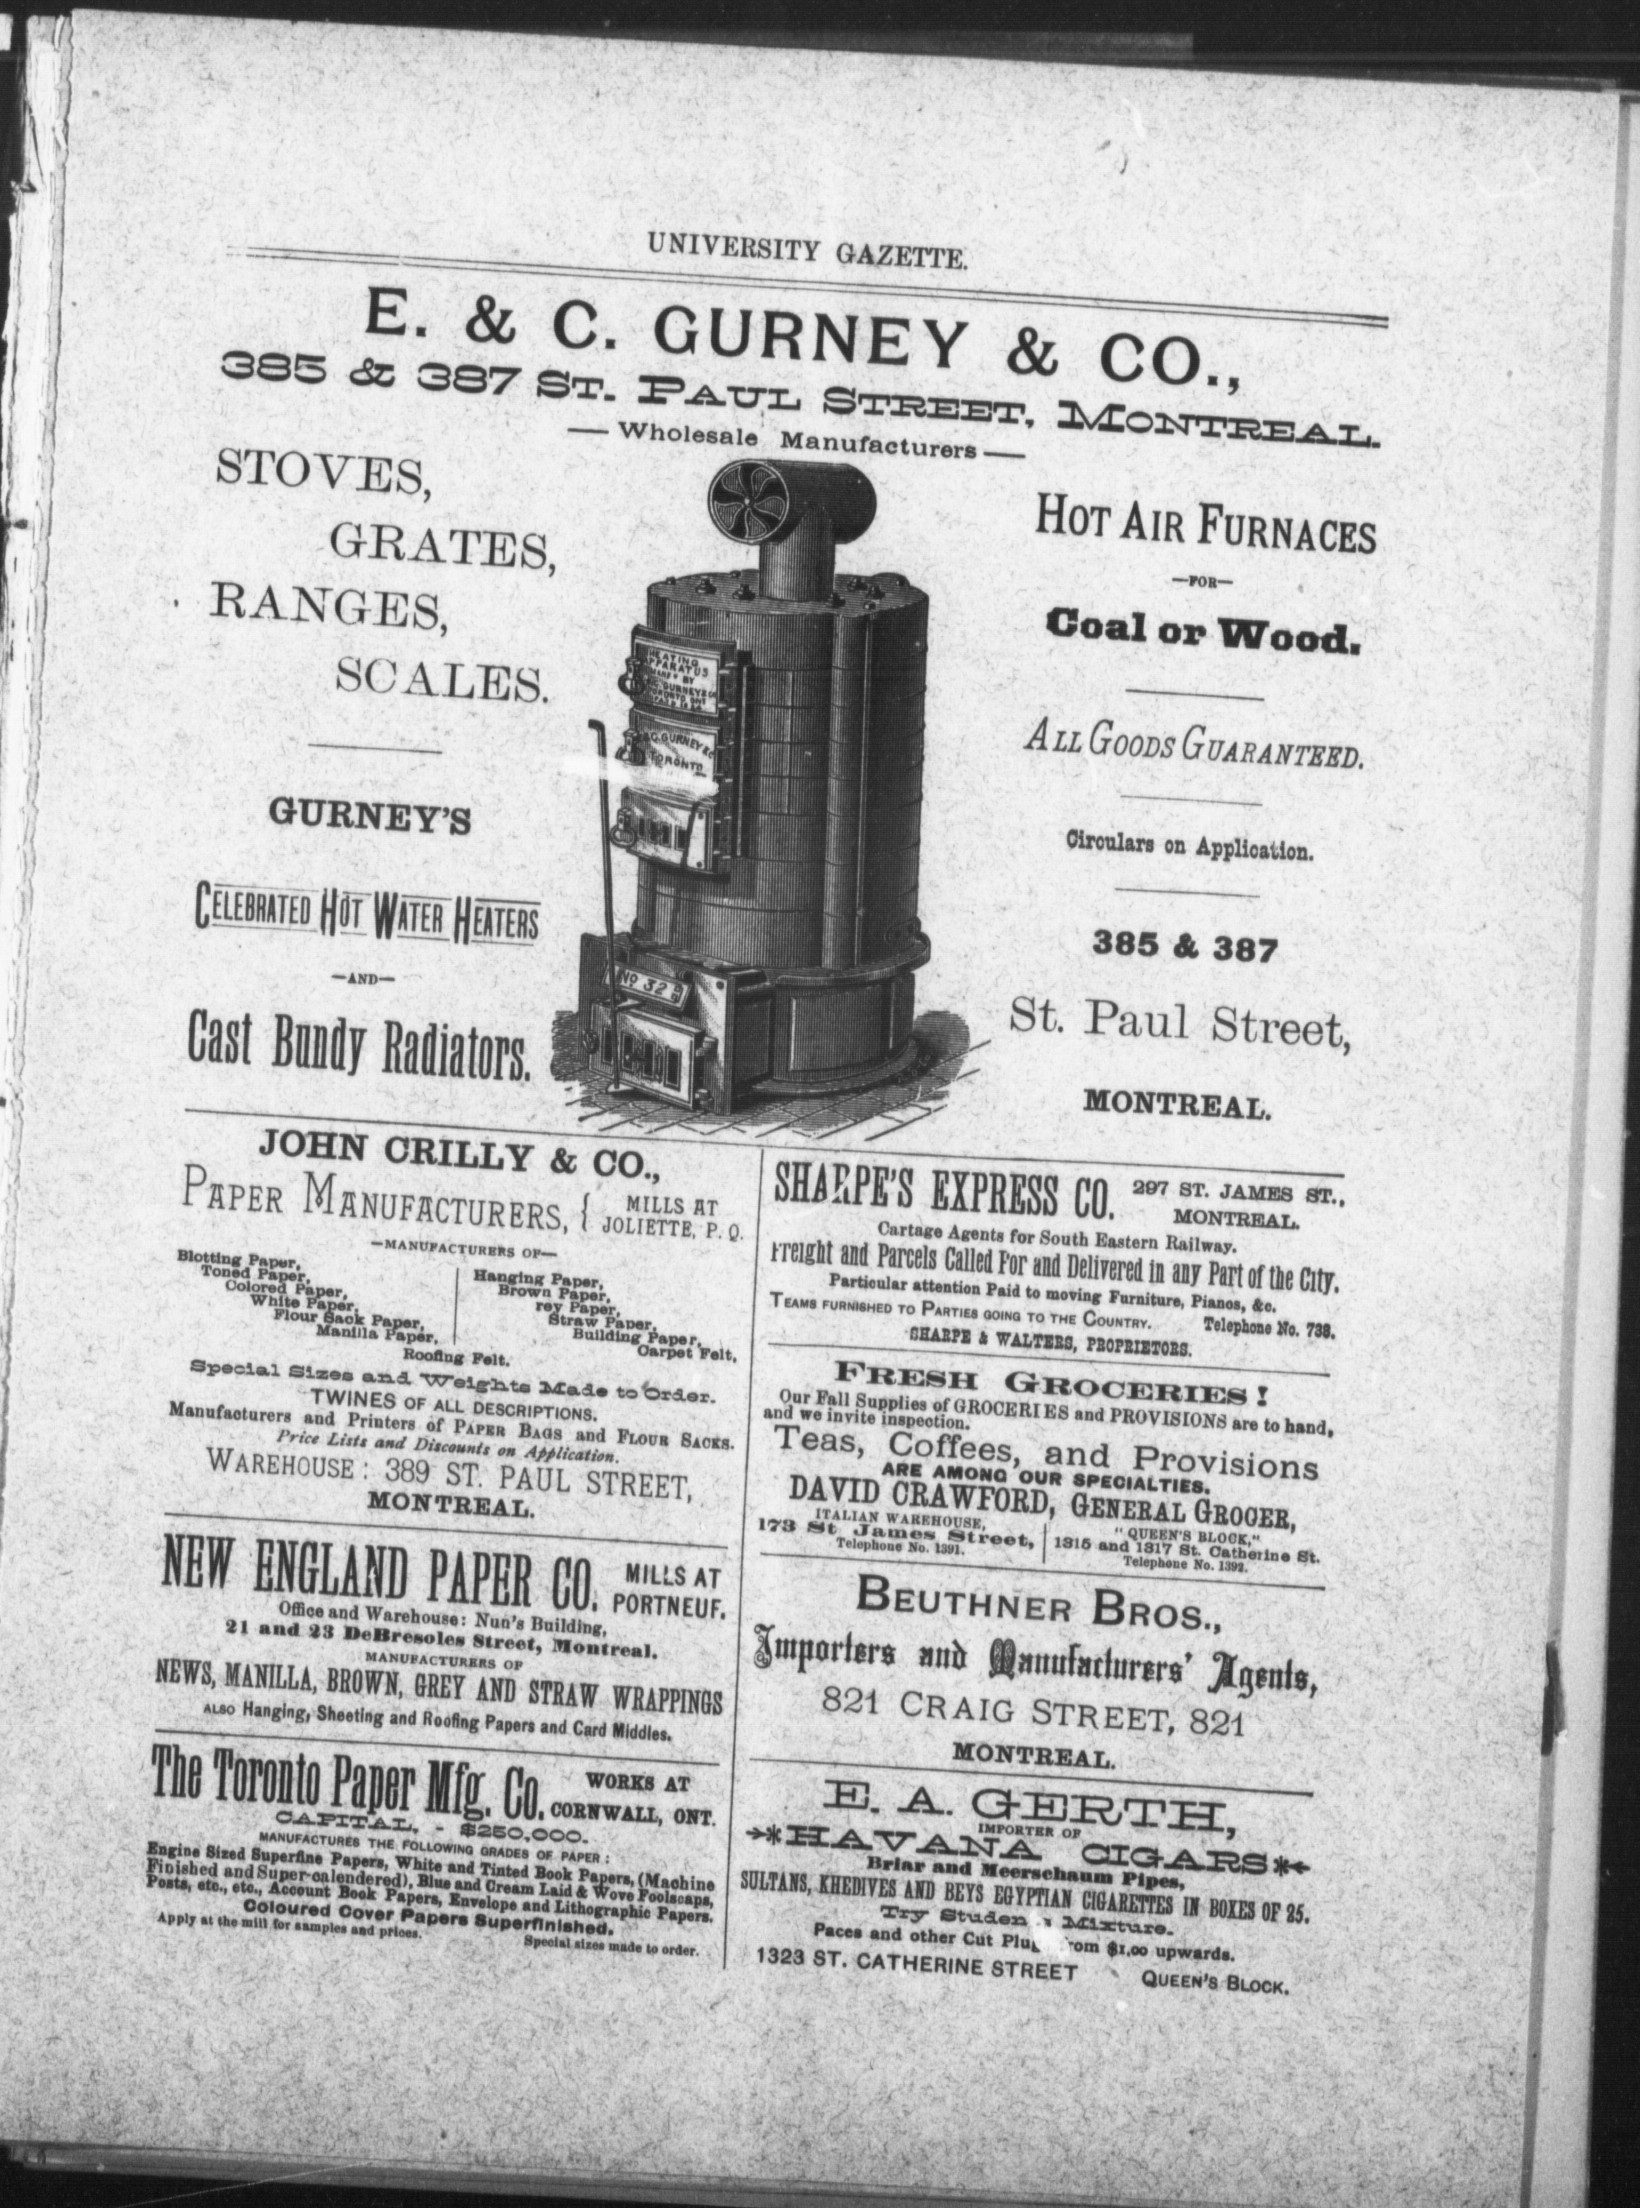 UNIVERSITY GAZETTE.
E. & C. GURNEY & CO.,
385 & 387 ST. PAUL STREET, MONTREAL.
— Wholesale Manufacturers —
STOVES,
GRATES,
RANGES,
SCALES.
GURNEY'S
CELEBRATED HOT WATER HEATERS
—AND—
Cast Bundy Radiators.
HEATING
APPARATUS
BY
GURNEY &
TORONTO
C. GURNEY & C
TORONTO
No 32
HOT AIR FURNACES
—FOR—
Coal or Wood.
ALL GOODS GUARANTEED.
Circulars on Application.
385 & 387
St. Paul Street,
MONTREAL.
JOHN CRILLY & CO.,
PAPER MANUFACTURERS, { MILLS AT
JOLIETTE, P. Q.
—MANUFACTURERS OF—
Blotting Paper,
Toned Paper,
Colored Paper,
White Paper,
Flour Sack Paper,
Manilla Paper,
Hanging Paper,
Brown Paper,
rey Paper,
Straw Paper,
Building Paper,
Carpet Felt,
Roofing Felt.
Special Sizes and Weights Made to Order.
TWINES OF ALL DESCRIPTIONS.
Manufacturers and Printers of PAPER BAGS and FLOUR SACKS.
Price Lists and Discounts on Application.
WAREHOUSE: 389 ST. PAUL STREET,
MONTREAL.
NEW ENGLAND PAPER CO. MILLS AT
PORTNEUF.
Office and Warehouse: Nun's Building,
21 and 23 DeBresoles Street, Montreal.
MANUFACTURERS OF
NEWS, MANILLA, BROWN, GREY AND STRAW WRAPPINGS
ALSO Hanging, Sheeting and Roofing Papers and Card Middles.
The Toronto Paper Mfg. Co. WORKS AT
CORNWALL, ONT.
CAPITAL, - $250,000.
MANUFACTURES THE FOLLOWING GRADES OF PAPER:
Engine Sized Superfine Papers, White and Tinted Book Papers, (Machine
Finished and Super-calendered), Blue and Cream Laid & Wove Foolscaps,
Posts, etc., etc., Account Book Papers, Envelope and Lithographic Papers.
Coloured Cover Papers Superfinished.
Apply at the mill for samples and prices.
Special sizes made to order.
SHARPE'S EXPRESS CO. 297 ST. JAMES ST.,
MONTREAL.
Cartage Agents for South Eastern Railway.
Freight and Parcels Called For and Delivered in any Part of the City.
Particular attention Paid to moving Furniture, Pianos, &c.
TEAMS FURNISHED TO PARTIES GOING TO THE COUNTRY. Telephone No. 738.
SHARPE & WALTERS, PROPRIETORS.
FRESH GROCERIES!
Our Fall Supplies of GROCERIES and PROVISIONS are to hand,
and we invite inspection.
Teas, Coffees, and Provisions
ARE AMONG OUR SPECIALTIES.
DAVID CRAWFORD, GENERAL GROCER,
ITALIAN WAREHOUSE,
173 St James Street,
Telephone No. 1391.
"QUEEN'S BLOCK,"
1315 and 1317 St. Catherine St.
Telephone No. 1392.
BEUTHNER BROS.,
Importers and Manufacturers' Agents,
821 CRAIG STREET, 821
MONTREAL.
E. A. GERTH,
IMPORTER OF
HAVANA CIGARS
Briar and Meerschaum Pipes,
SULTANS, KHEDIVES AND BEYS EGYPTIAN CIGARETTES IN BOXES OF 25.
Try Studen s Mixture.
Paces and other Cut Plug from $1.00 upwards.
1323 ST. CATHERINE STREET QUEEN'S BLOCK.